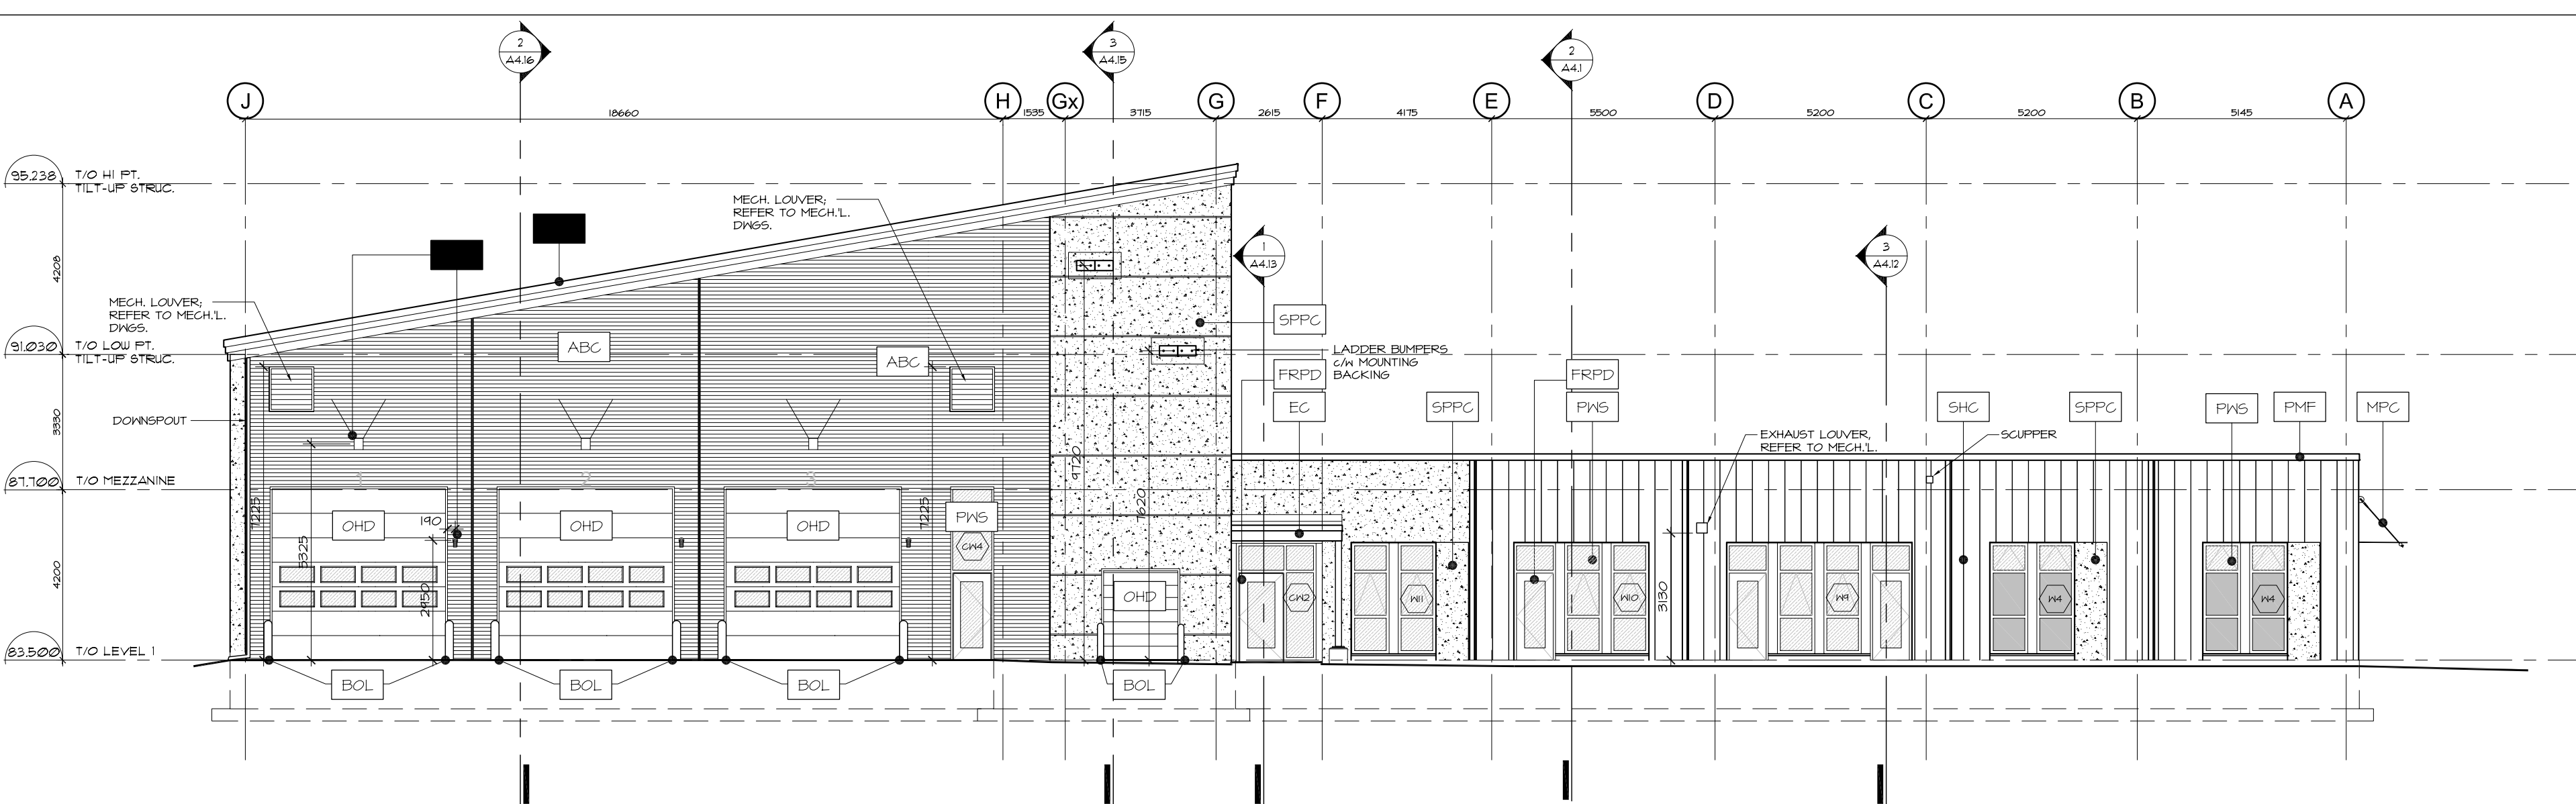 2
A4.16
3
A4.15
2
A4.1
J
H
Gx
G
F
E
D
C
B
A
18660
1535
3715
2615
4175
5500
5200
5200
5145
95.238
T/O HI PT.
TILT-UP STRUC.
MECH. LOUVER;
REFER TO MECH.'L.
DWGS.
1
A4.13
3
A4.12
4208
MECH. LOUVER;
REFER TO MECH.'L.
DWGS.
SPPC
91.030
T/O LOW PT.
TILT-UP STRUC.
ABC
ABC
LADDER BUMPERS
c/w MOUNTING
BACKING
FRPD
FRPD
EC
SPPC
PWS
SHC
SPPC
PWS
PMF
MPC
DOWNSPOUT
3330
EXHAUST LOUVER,
REFER TO MECH'L.
SCUPPER
9720
87.700
T/O MEZZANINE
1
2
3
7225
7225
7620
OHD
190
OHD
OHD
PWS
CW4
5325
2950
4200
OHD
CW2
W11
W10
3130
W9
W4
W4
83.500
T/O LEVEL 1
BOL
BOL
BOL
BOL